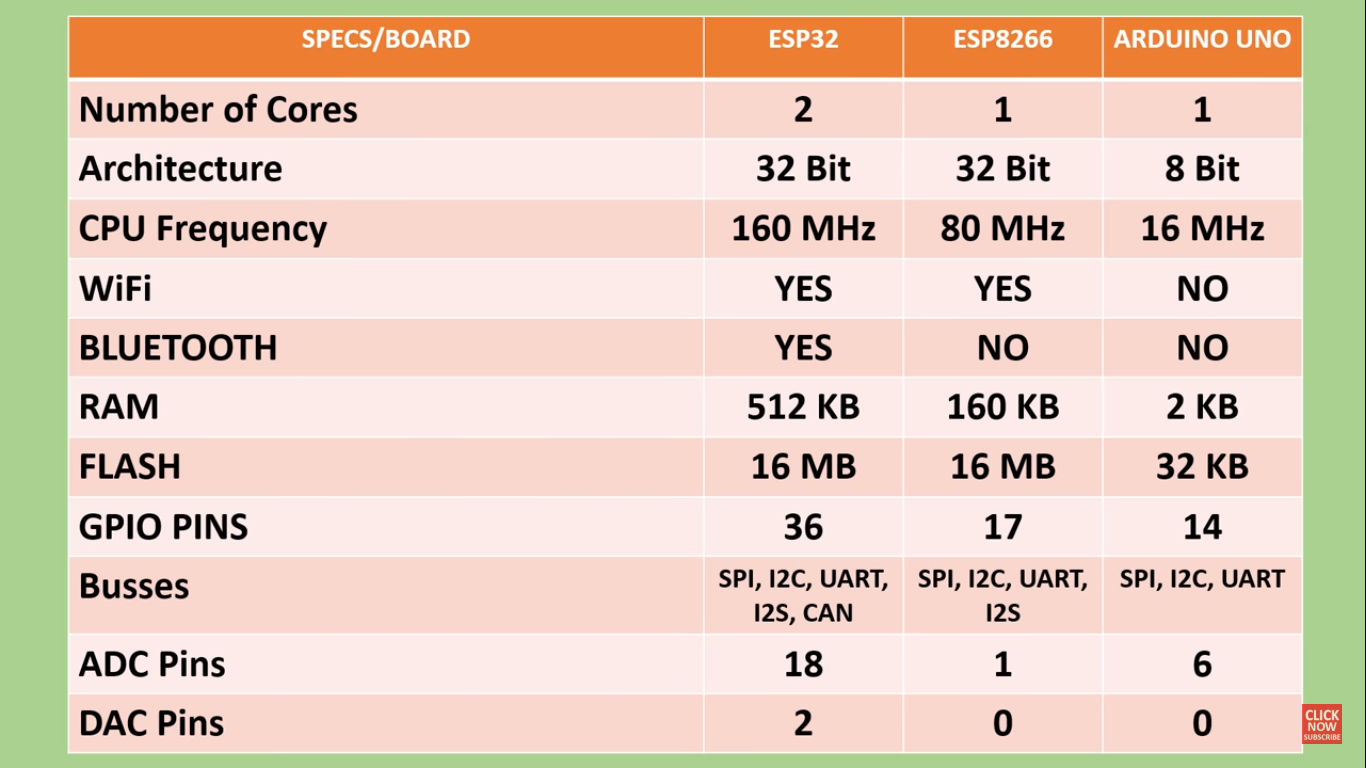 SPECS/BOARD ESP32 ESP8266 ARDUINO UNO
Number of Cores 2 1 1
Architecture 32 Bit 32 Bit 8 Bit
CPU Frequency 160 MHz 80 MHz 16 MHz
WiFi YES YES NO
BLUETOOTH YES NO NO
RAM 512 KB 160 KB 2 KB
FLASH 16 MB 16 MB 32 KB
GPIO PINS 36 17 14
Busses SPI, I2C, UART, SPI, I2C, UART, SPI, I2C, UART
I2S, CAN I2S
ADC Pins 18 1 6
DAC Pins 2 0 0
CLICK
NOW
SUBSCRIBE